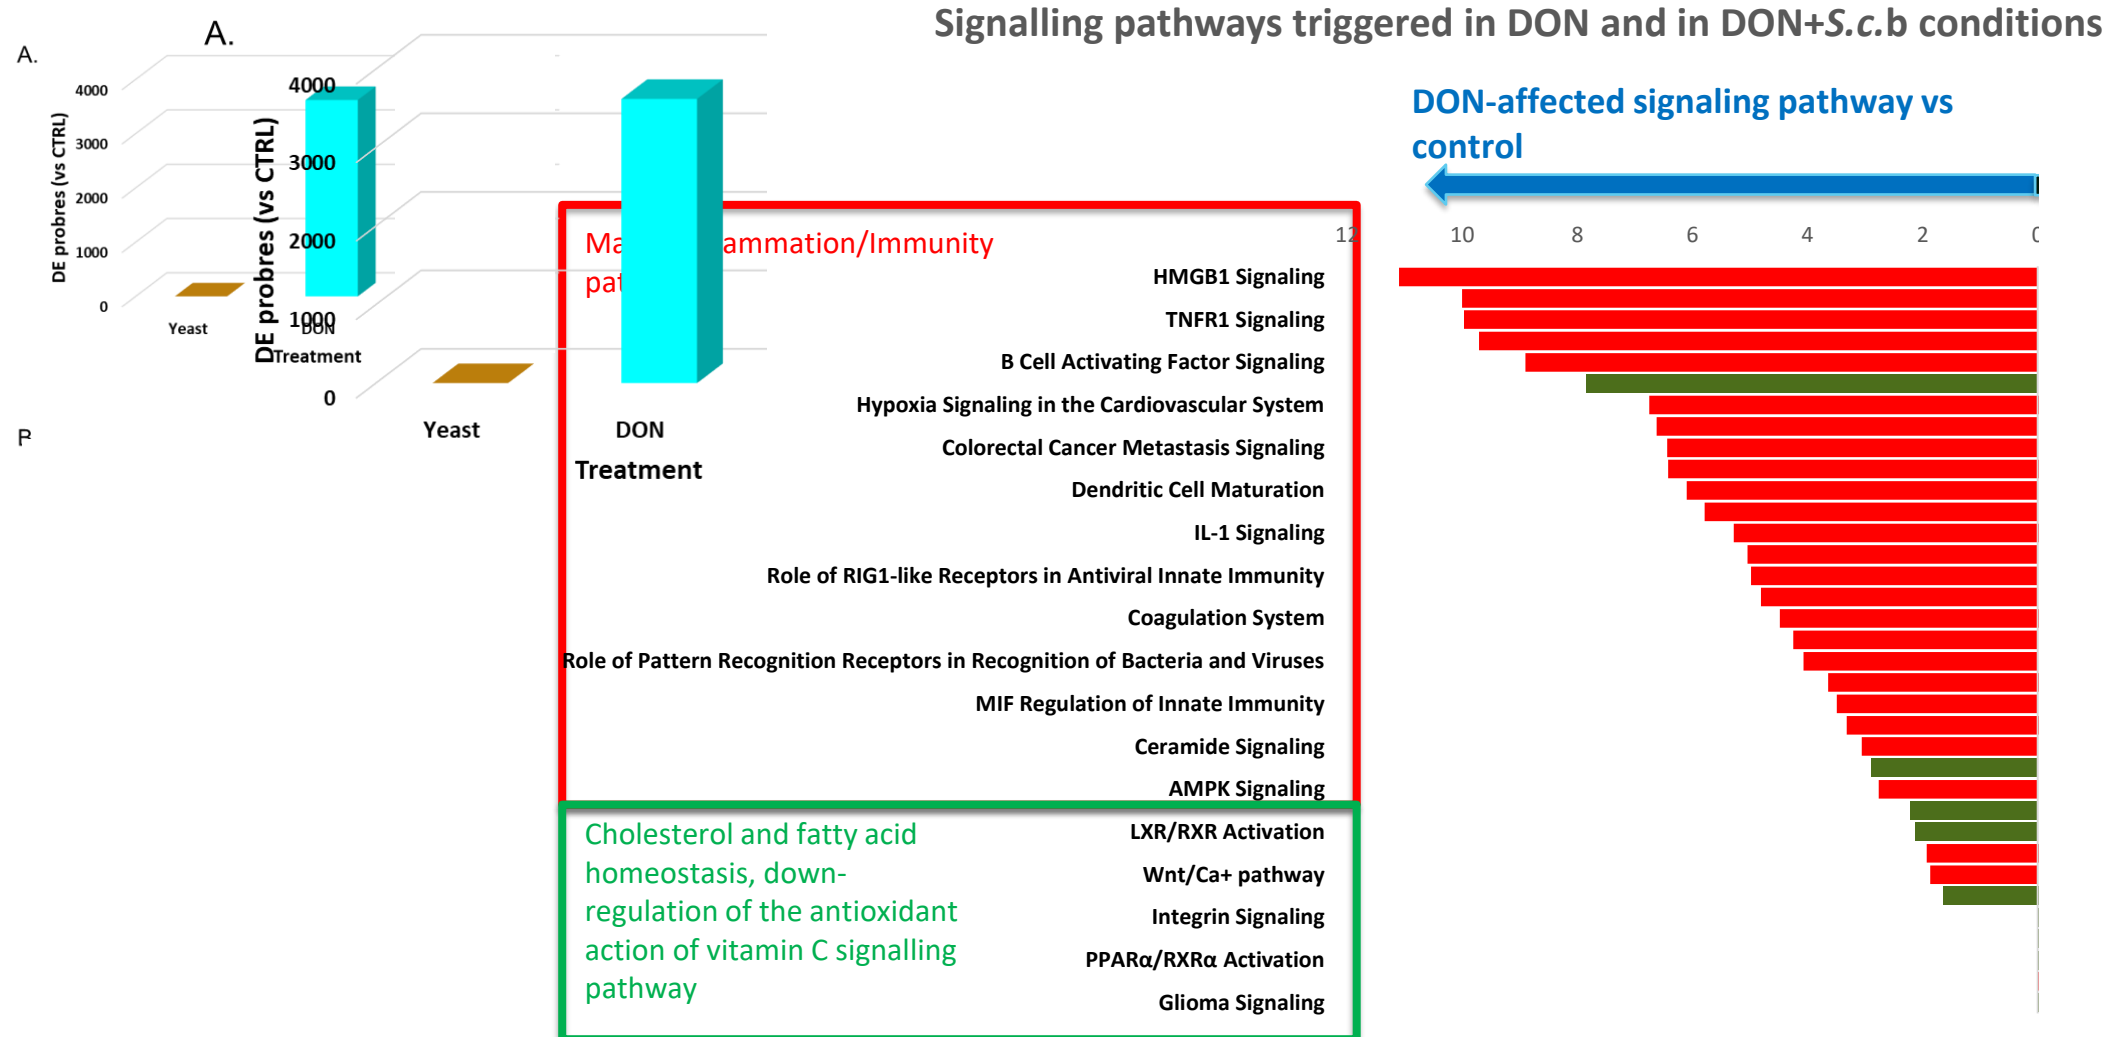 Signalling pathways triggered in DON and in DON+S.c.b conditions
A.
DE probres (vs CTRL)
4000
3000
2000
1000
0
Yeast
DON
Treatment
A.
DE probres (vs CTRL)
4000
3000
2000
1000
0
Yeast
DON
Treatment
DON-affected signaling pathway vs
control
12 10 8 6 4 2 0
ammation/Immunity
HMGB1 Signaling
TNFR1 Signaling
B Cell Activating Factor Signaling
Hypoxia Signaling in the Cardiovascular System
Colorectal Cancer Metastasis Signaling
Dendritic Cell Maturation
IL-1 Signaling
Role of RIG1-like Receptors in Antiviral Innate Immunity
Coagulation System
Role of Pattern Recognition Receptors in Recognition of Bacteria and Viruses
MIF Regulation of Innate Immunity
Ceramide Signaling
AMPK Signaling
Cholesterol and fatty acid
homeostasis, down-
regulation of the antioxidant
action of vitamin C signalling
pathway
LXR/RXR Activation
Wnt/Ca+ pathway
Integrin Signaling
PPARα/RXRα Activation
Glioma Signaling